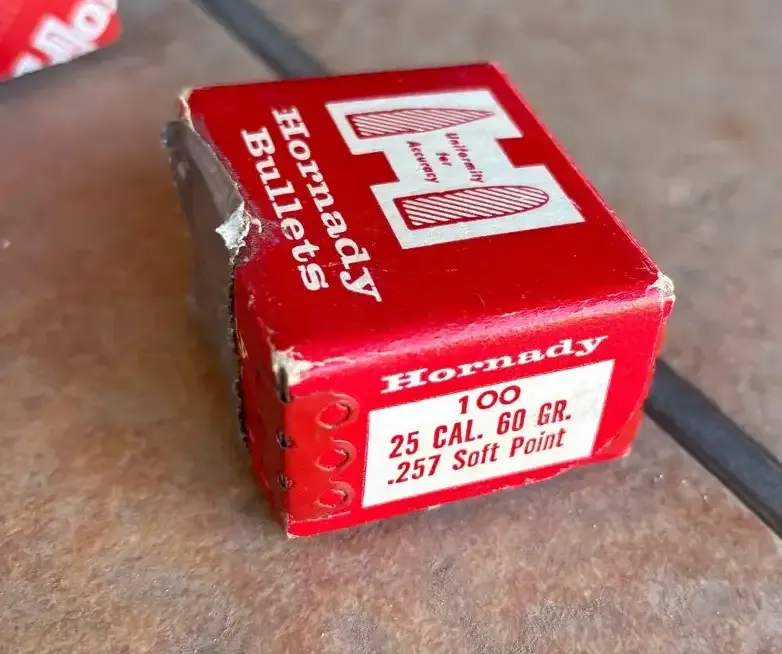 Hornady
Bullets
Uniformity
for
Accuracy
Hornady
100
25 CAL. 60 GR.
.257 Soft Point